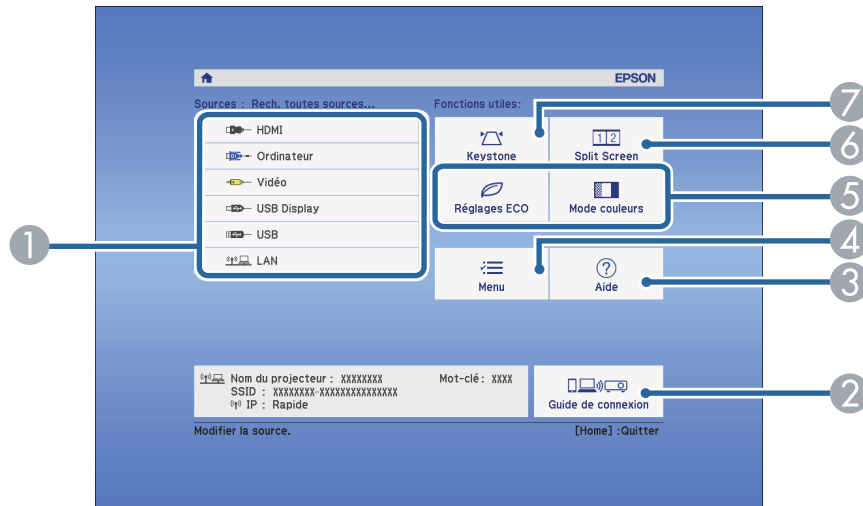 EPSON
Sources : Rech. toutes sources...
Fonctions utiles:
HDMI
Ordinateur
Vidéo
USB Display
USB
LAN
Keystone
1 2
Split Screen
Réglages ECO
Mode couleurs
Menu
? 
Aide
1
7
6
5
4
3
2
Nom du projecteur : XXXXXXXX
Mot-clé : XXXX
SSID : XXXXXXXX-XXXXXXXXXXXXXX
IP : Rapide
Guide de connexion
Modifier la source.
[Home] :Quitter